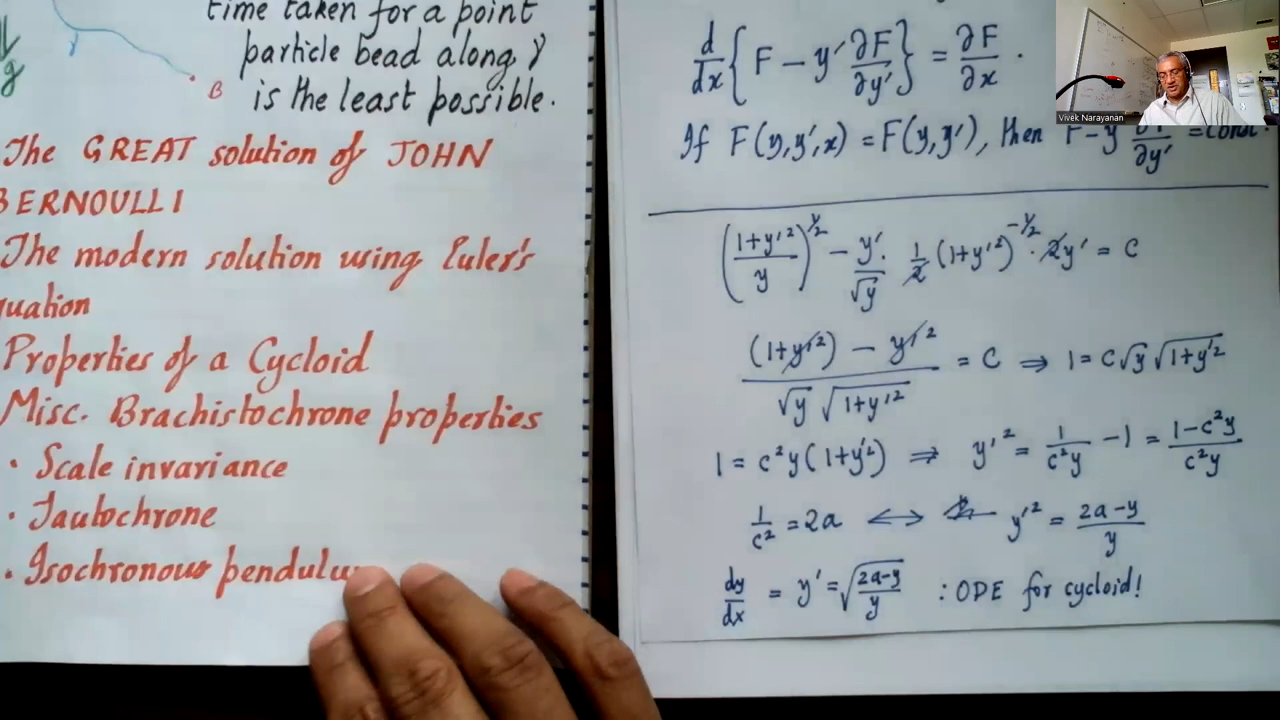 time taken for a point
particle bead along γ
is the least possible.
g
γ
B
The GREAT solution of JOHN
BERNOULLI
The modern solution using Euler's
quation
Properties of a Cycloid
Misc. Brachistochrone properties
· Scale invariance
· Tautochrone
· Isochronous pendulu
d/dx { F − y′ ∂F/∂y′ } = ∂F/∂x .
If F(y,y′,x) = F(y,y′), then F−y ∂F/∂y′ = const.
((1+y′²)/y)^½ − y′/√y · ½ (1+y′²)^−½ · 2y′ = C
((1+y′²) − y′²)/(√y √(1+y′²)) = C ⇒ 1 = C√y √(1+y′²)
1 = c²y(1+y′²) ⇒ y′² = 1/(c²y) −1 = (1−c²y)/(c²y)
1/c² = 2a ⟷ y′² = (2a−y)/y
dy/dx = y′ = √((2a−y)/y) : ODE for cycloid!
Vivek Narayanan